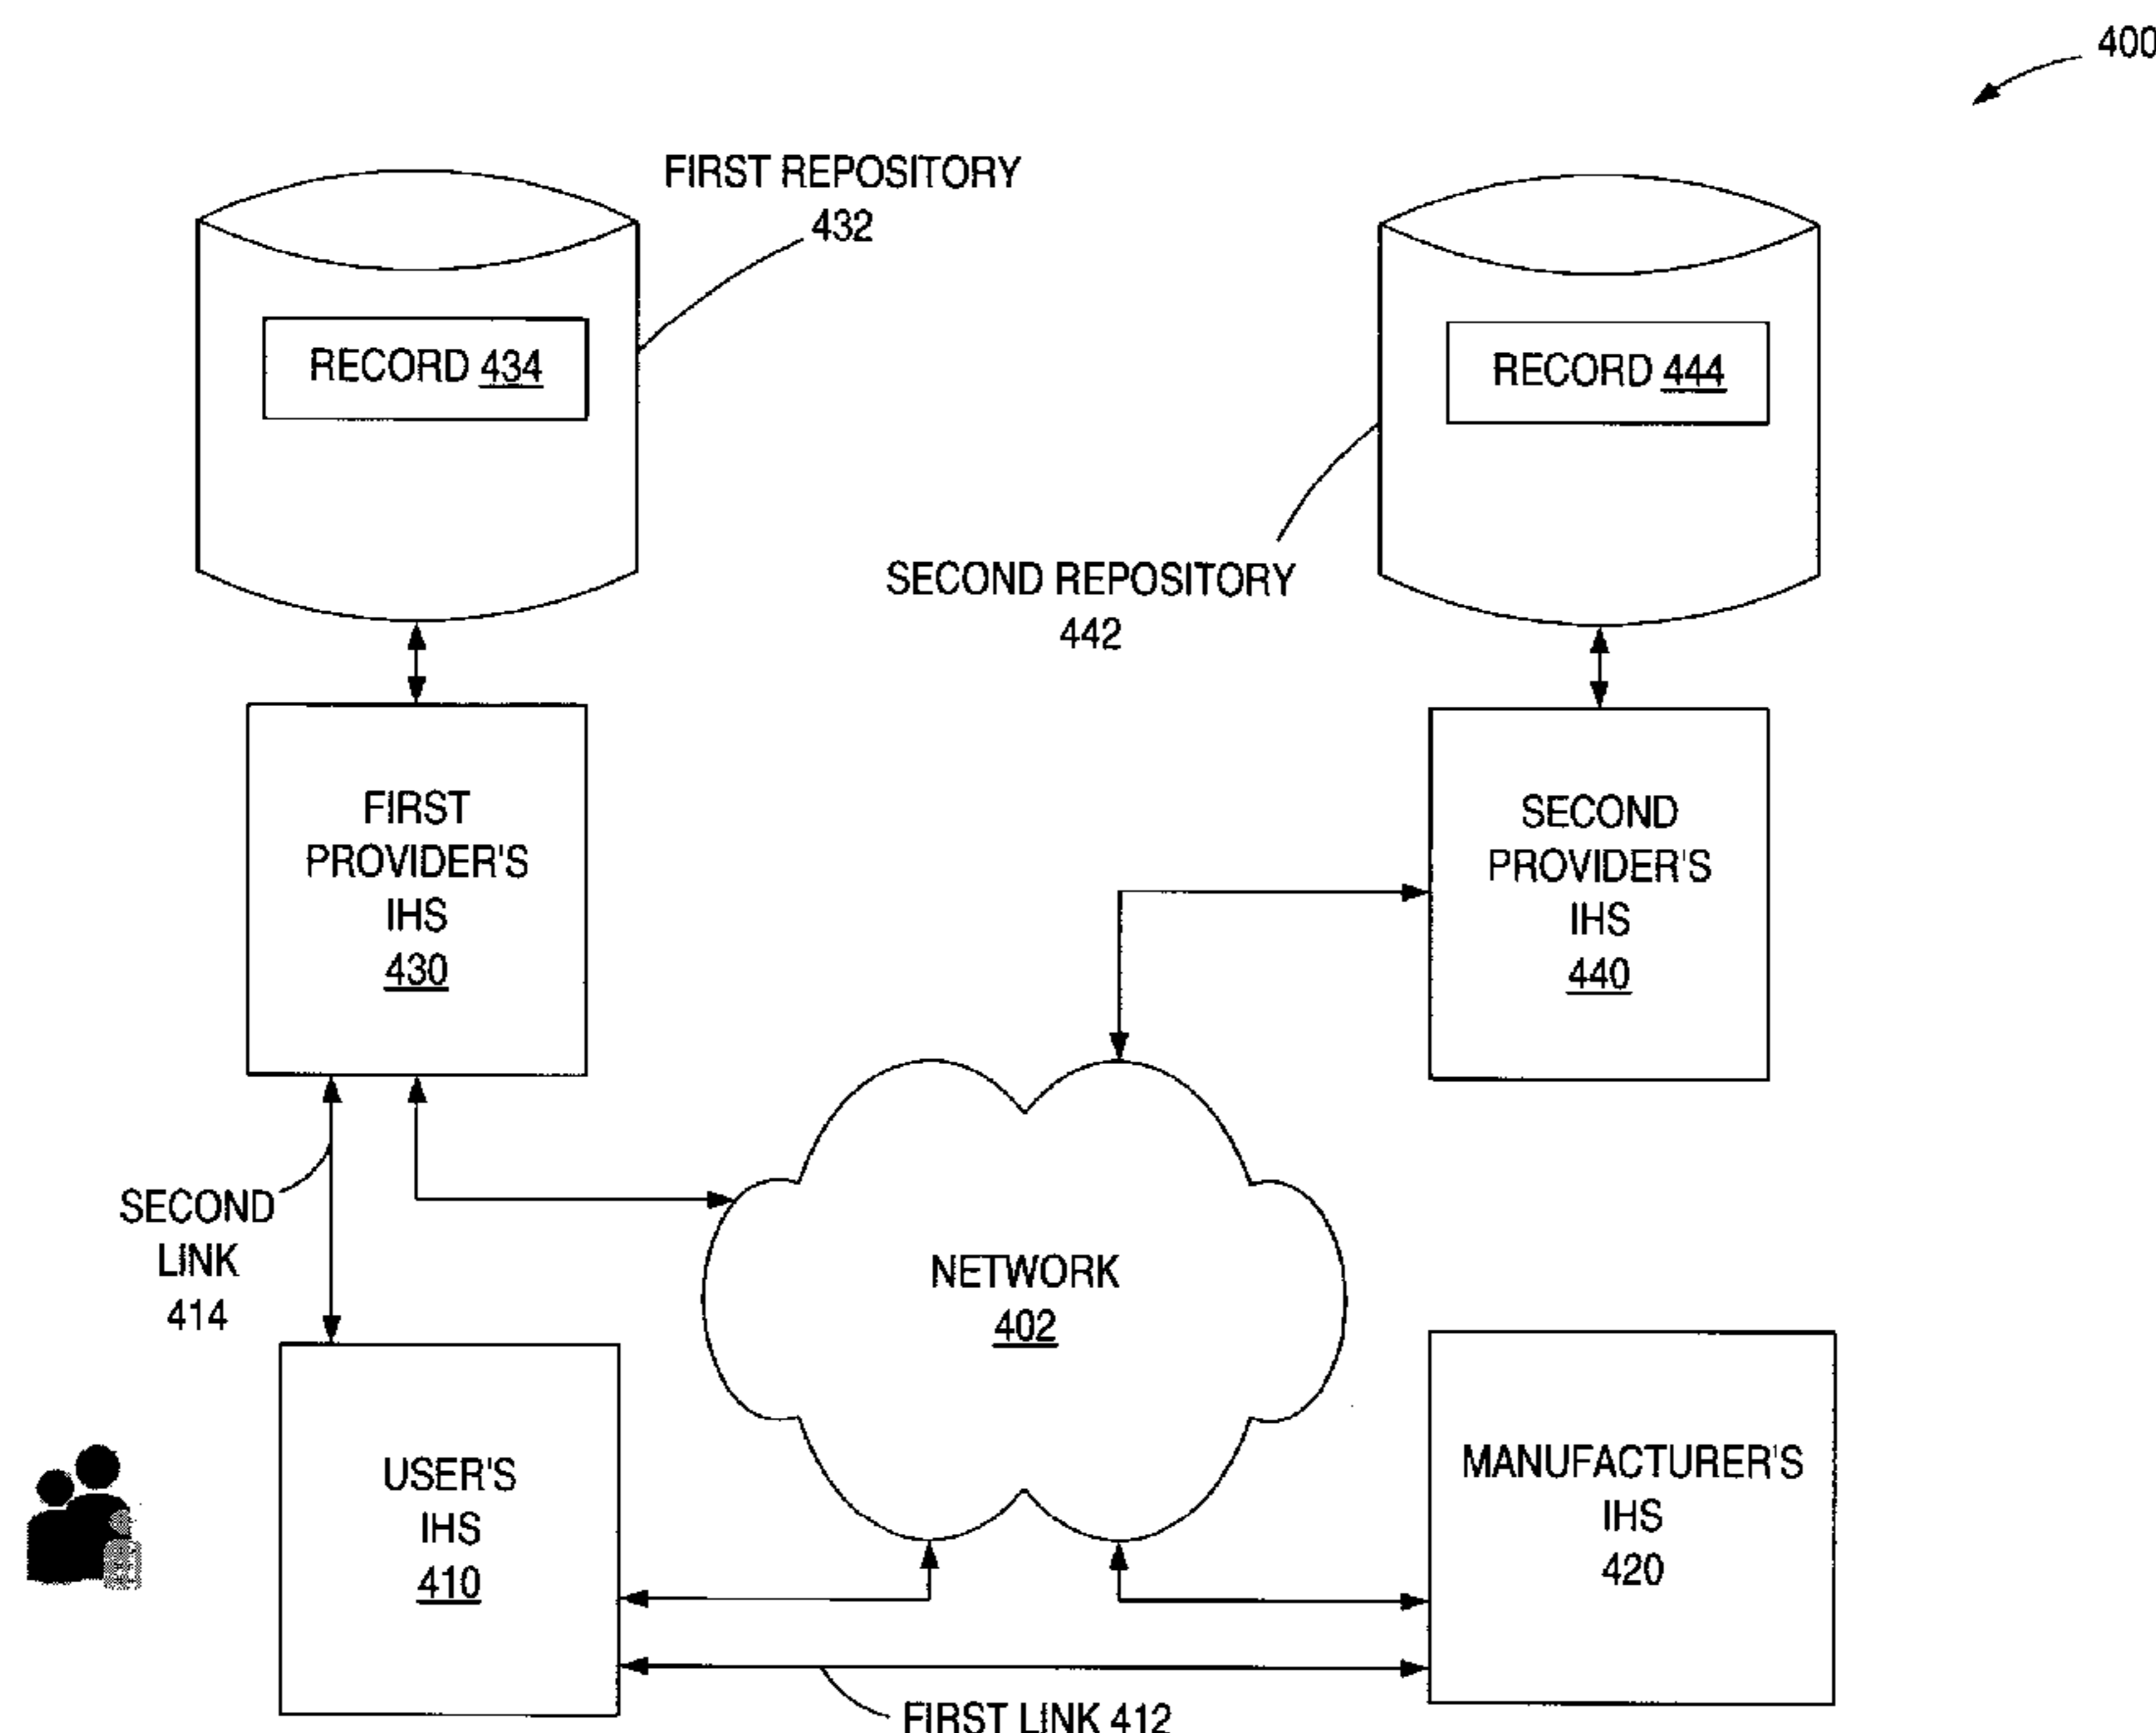 400
FIRST REPOSITORY
432
RECORD 434
RECORD 444
SECOND REPOSITORY
442
FIRST
PROVIDER'S
IHS
430
SECOND
PROVIDER'S
IHS
440
SECOND
LINK
414
NETWORK
402
USER'S
IHS
410
MANUFACTURER'S
IHS
420
FIRST LINK 412